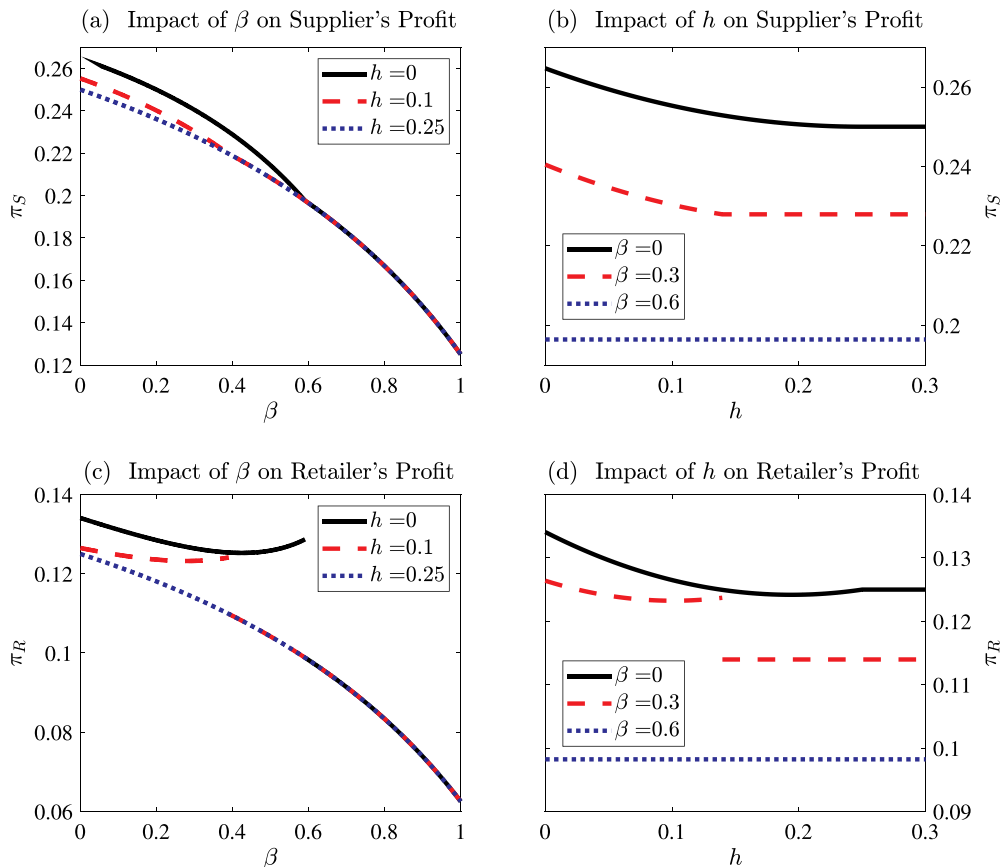 (a) Impact of β on Supplier's Profit
0.26
0.24
0.22
0.2
0.18
0.16
0.14
0.12
π_S
h =0
h =0.1
h =0.25
0 0.2 0.4 0.6 0.8 1
β
(b) Impact of h on Supplier's Profit
0.26
0.24
0.22
0.2
π_S
β =0
β =0.3
β =0.6
0 0.1 0.2 0.3
h
(c) Impact of β on Retailer's Profit
0.14
0.12
0.1
0.08
0.06
π_R
h =0
h =0.1
h =0.25
0 0.2 0.4 0.6 0.8 1
β
(d) Impact of h on Retailer's Profit
0.14
0.13
0.12
0.11
0.1
0.09
π_R
β =0
β =0.3
β =0.6
0 0.1 0.2 0.3
h